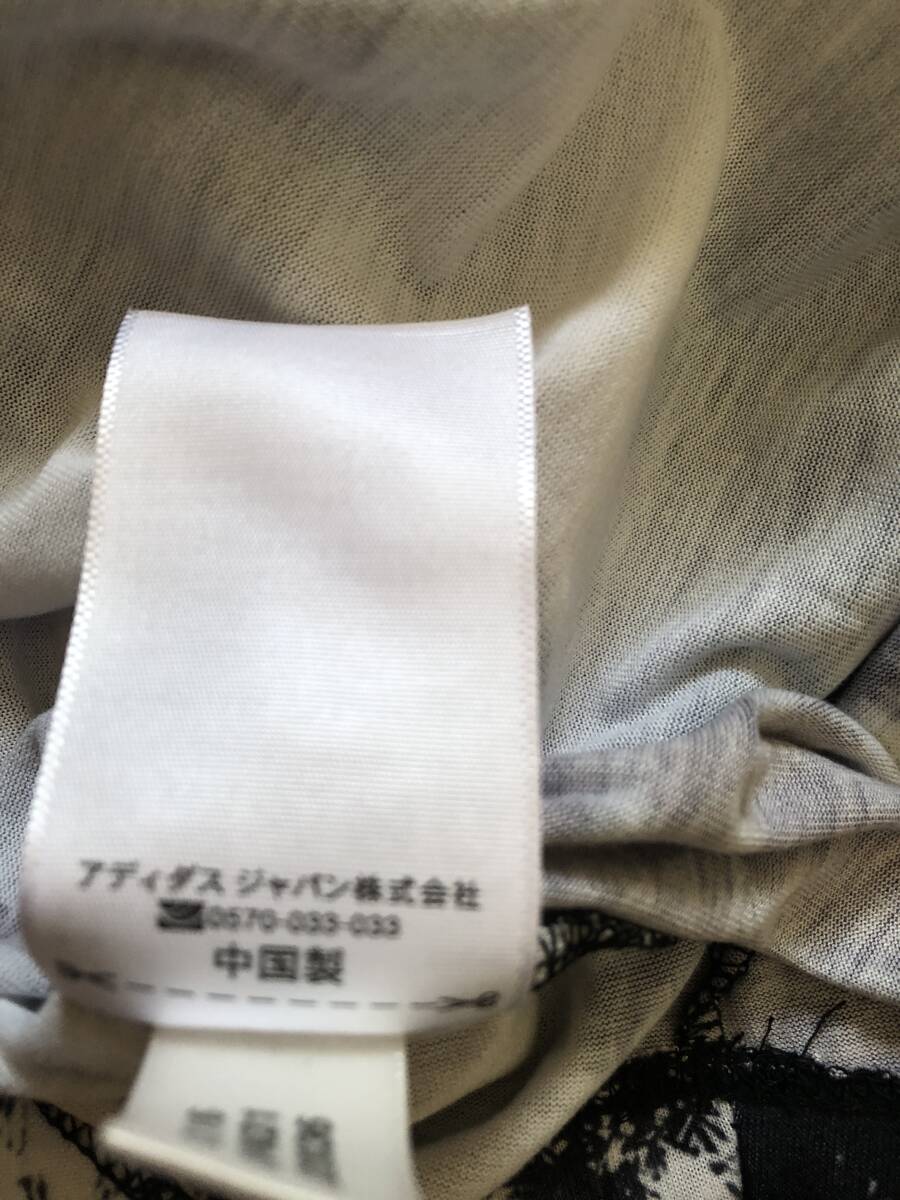 アディダス ジャパン株式会社
☎0570-033-033
中国製